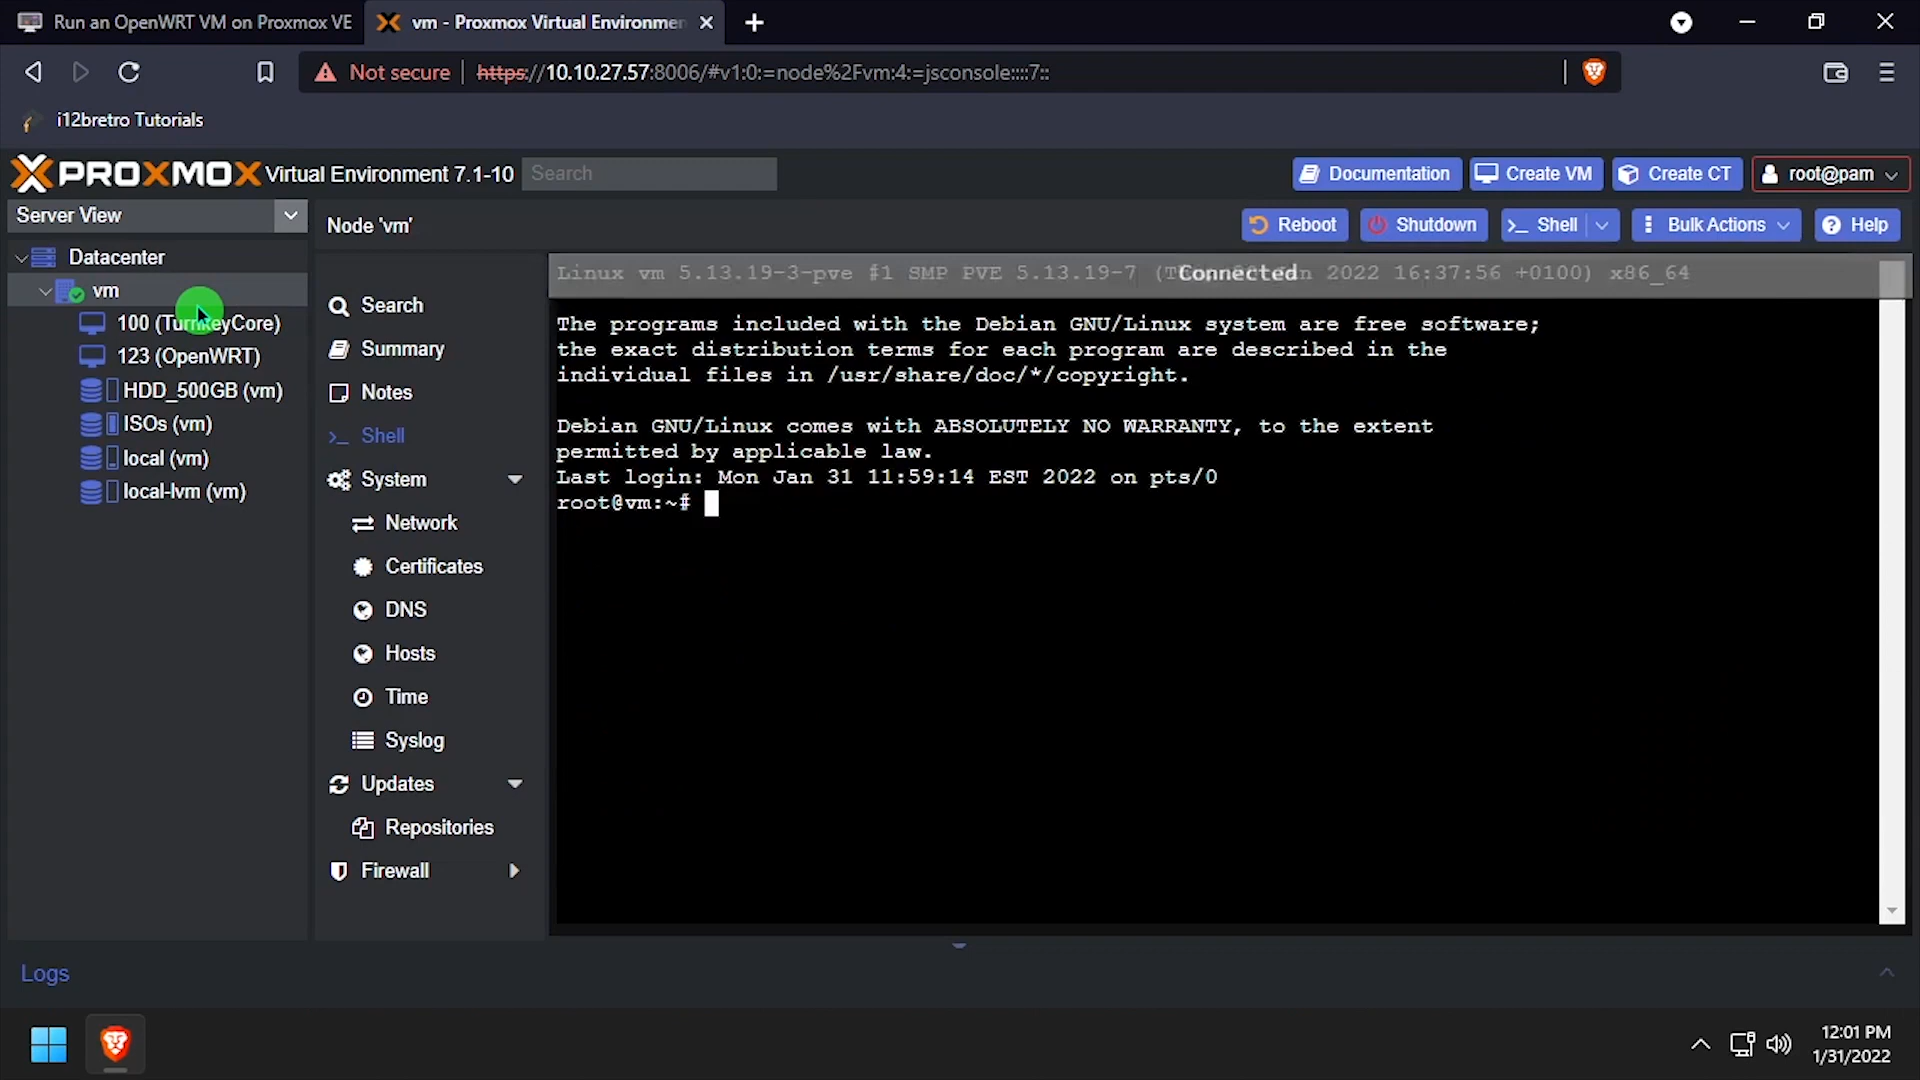 Run an OpenWRT VM on Proxmox VE
vm - Proxmox Virtual Environmen
Not secure
https://10.10.27.57:8006/#v1:0:=node%2Fvm:4:=jsconsole::::7::
i12bretro Tutorials
PROXMOX Virtual Environment 7.1-10
Search
Documentation
Create VM
Create CT
root@pam
Server View
Node 'vm'
Reboot
Shutdown
Shell
Bulk Actions
Help
Datacenter
vm
100 (TurnkeyCore)
123 (OpenWRT)
HDD_500GB (vm)
ISOs (vm)
local (vm)
local-lvm (vm)
Search
Summary
Notes
Shell
System
Network
Certificates
DNS
Hosts
Time
Syslog
Updates
Repositories
Firewall
Linux vm 5.13.19-3-pve #1 SMP PVE 5.13.19-7 2022 16:37:56 +0100) x86_64
Connected
The programs included with the Debian GNU/Linux system are free software;
the exact distribution terms for each program are described in the
individual files in /usr/share/doc/*/copyright.
Debian GNU/Linux comes with ABSOLUTELY NO WARRANTY, to the extent
permitted by applicable law.
Last login: Mon Jan 31 11:59:14 EST 2022 on pts/0
root@vm:~#
Logs
12:01 PM
1/31/2022